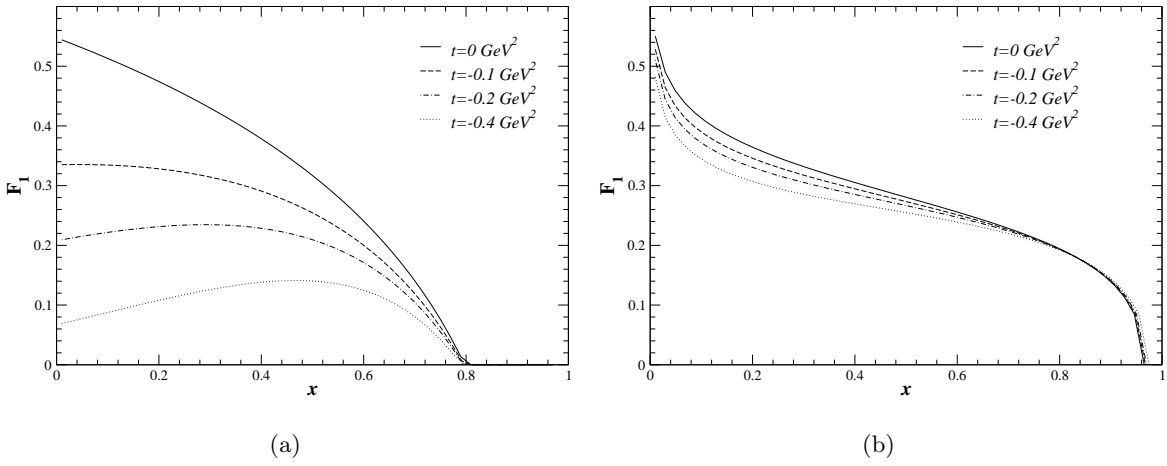 0.5
0.4
0.3
0.2
0.1
0
F₁
0 0.2 0.4 0.6 0.8 1
x
t=0 GeV²
t=-0.1 GeV²
t=-0.2 GeV²
t=-0.4 GeV²
(a)
0.5
0.4
0.3
0.2
0.1
0
F₁
0 0.2 0.4 0.6 0.8 1
x
t=0 GeV²
t=-0.1 GeV²
t=-0.2 GeV²
t=-0.4 GeV²
(b)